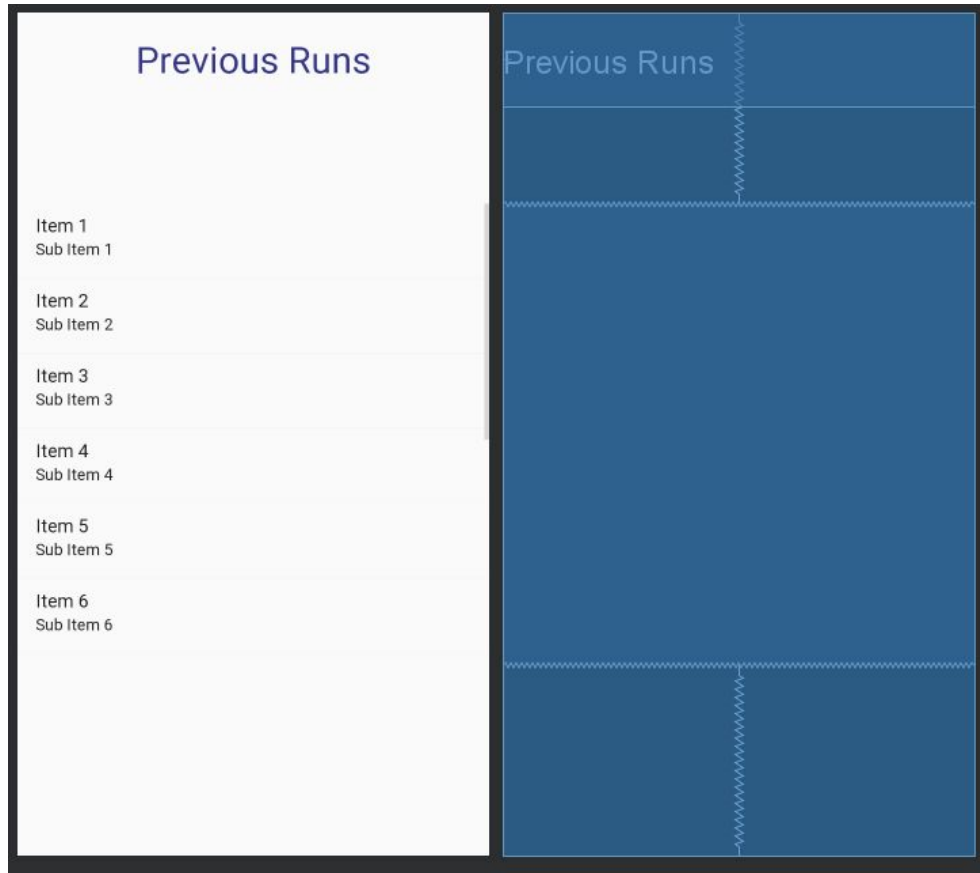 Previous Runs
Item 1
Sub Item 1
Item 2
Sub Item 2
Item 3
Sub Item 3
Item 4
Sub Item 4
Item 5
Sub Item 5
Item 6
Sub Item 6
Previous Runs